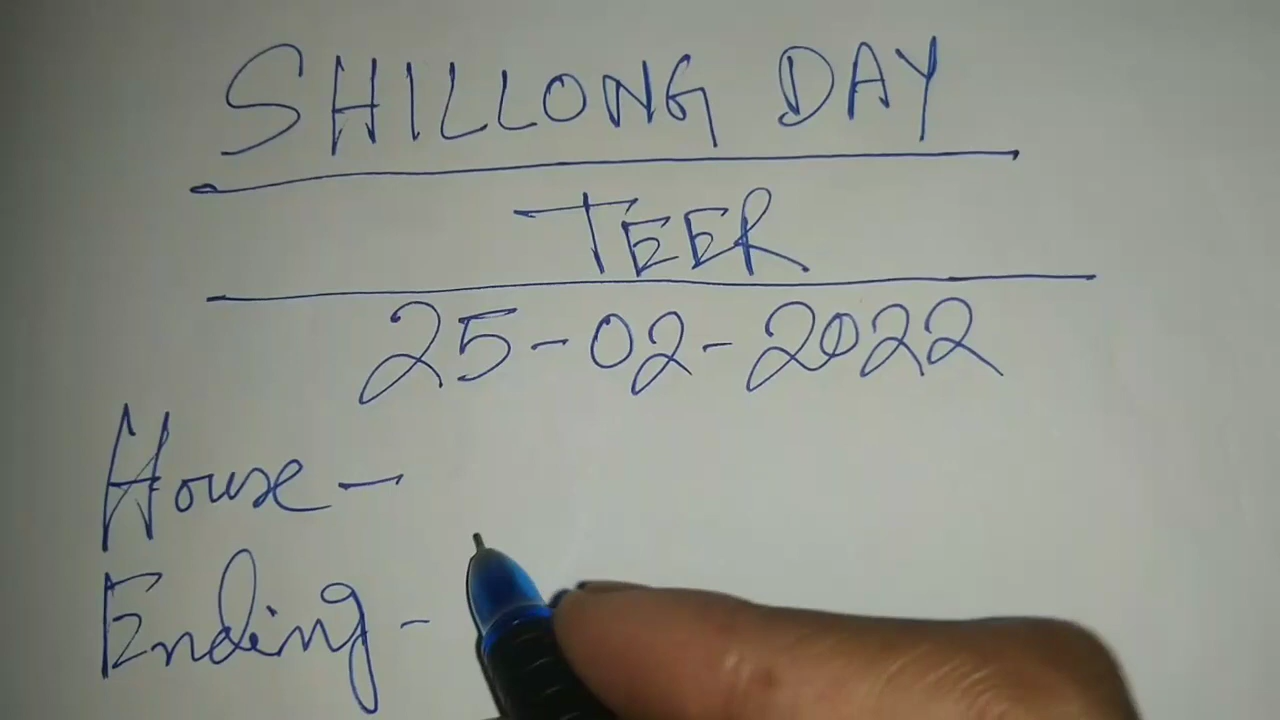 SHILLONG DAY
TEER
25-02-2022
House -
Ending -